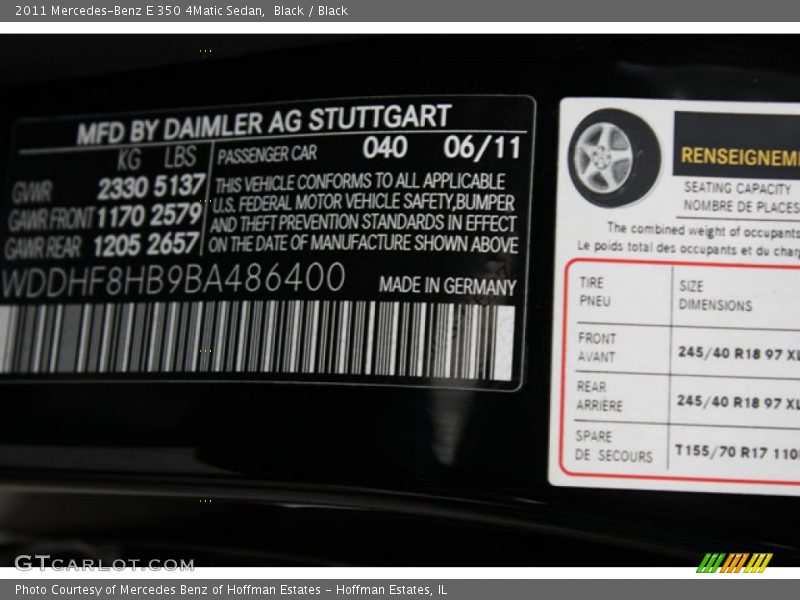 2011 Mercedes-Benz E 350 4Matic Sedan,  Black / Black
MFD BY DAIMLER AG STUTTGART
KG LBS PASSENGER CAR 040 06/11
GVWR 2330 5137
GAWR FRONT 1170 2579
GAWR REAR 1205 2657
THIS VEHICLE CONFORMS TO ALL APPLICABLE
U.S. FEDERAL MOTOR VEHICLE SAFETY,BUMPER
AND THEFT PREVENTION STANDARDS IN EFFECT
ON THE DATE OF MANUFACTURE SHOWN ABOVE
WDDHF8HB9BA486400 MADE IN GERMANY
RENSEIGNEM
SEATING CAPACITY
NOMBRE DE PLACES
The combined weight of occupants
Le poids total des occupants et du char
TIRE SIZE
PNEU DIMENSIONS
FRONT
AVANT 245/40 R18 97 XL
REAR
ARRIÈRE 245/40 R18 97 XL
SPARE
DE SECOURS T155/70 R17 110
GTCARLOT.COM
Photo Courtesy of Mercedes Benz of Hoffman Estates - Hoffman Estates, IL